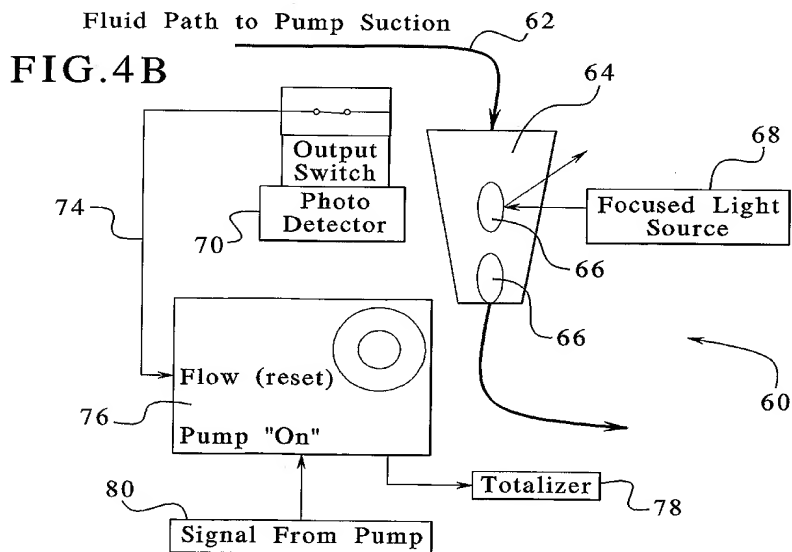 Fluid Path to Pump Suction
62
FIG.4B
64
68
Output
Switch
Photo
Detector
Focused Light
Source
74
70
66
66
Flow (reset)
76
60
Pump "On"
80
Totalizer
78
Signal From Pump